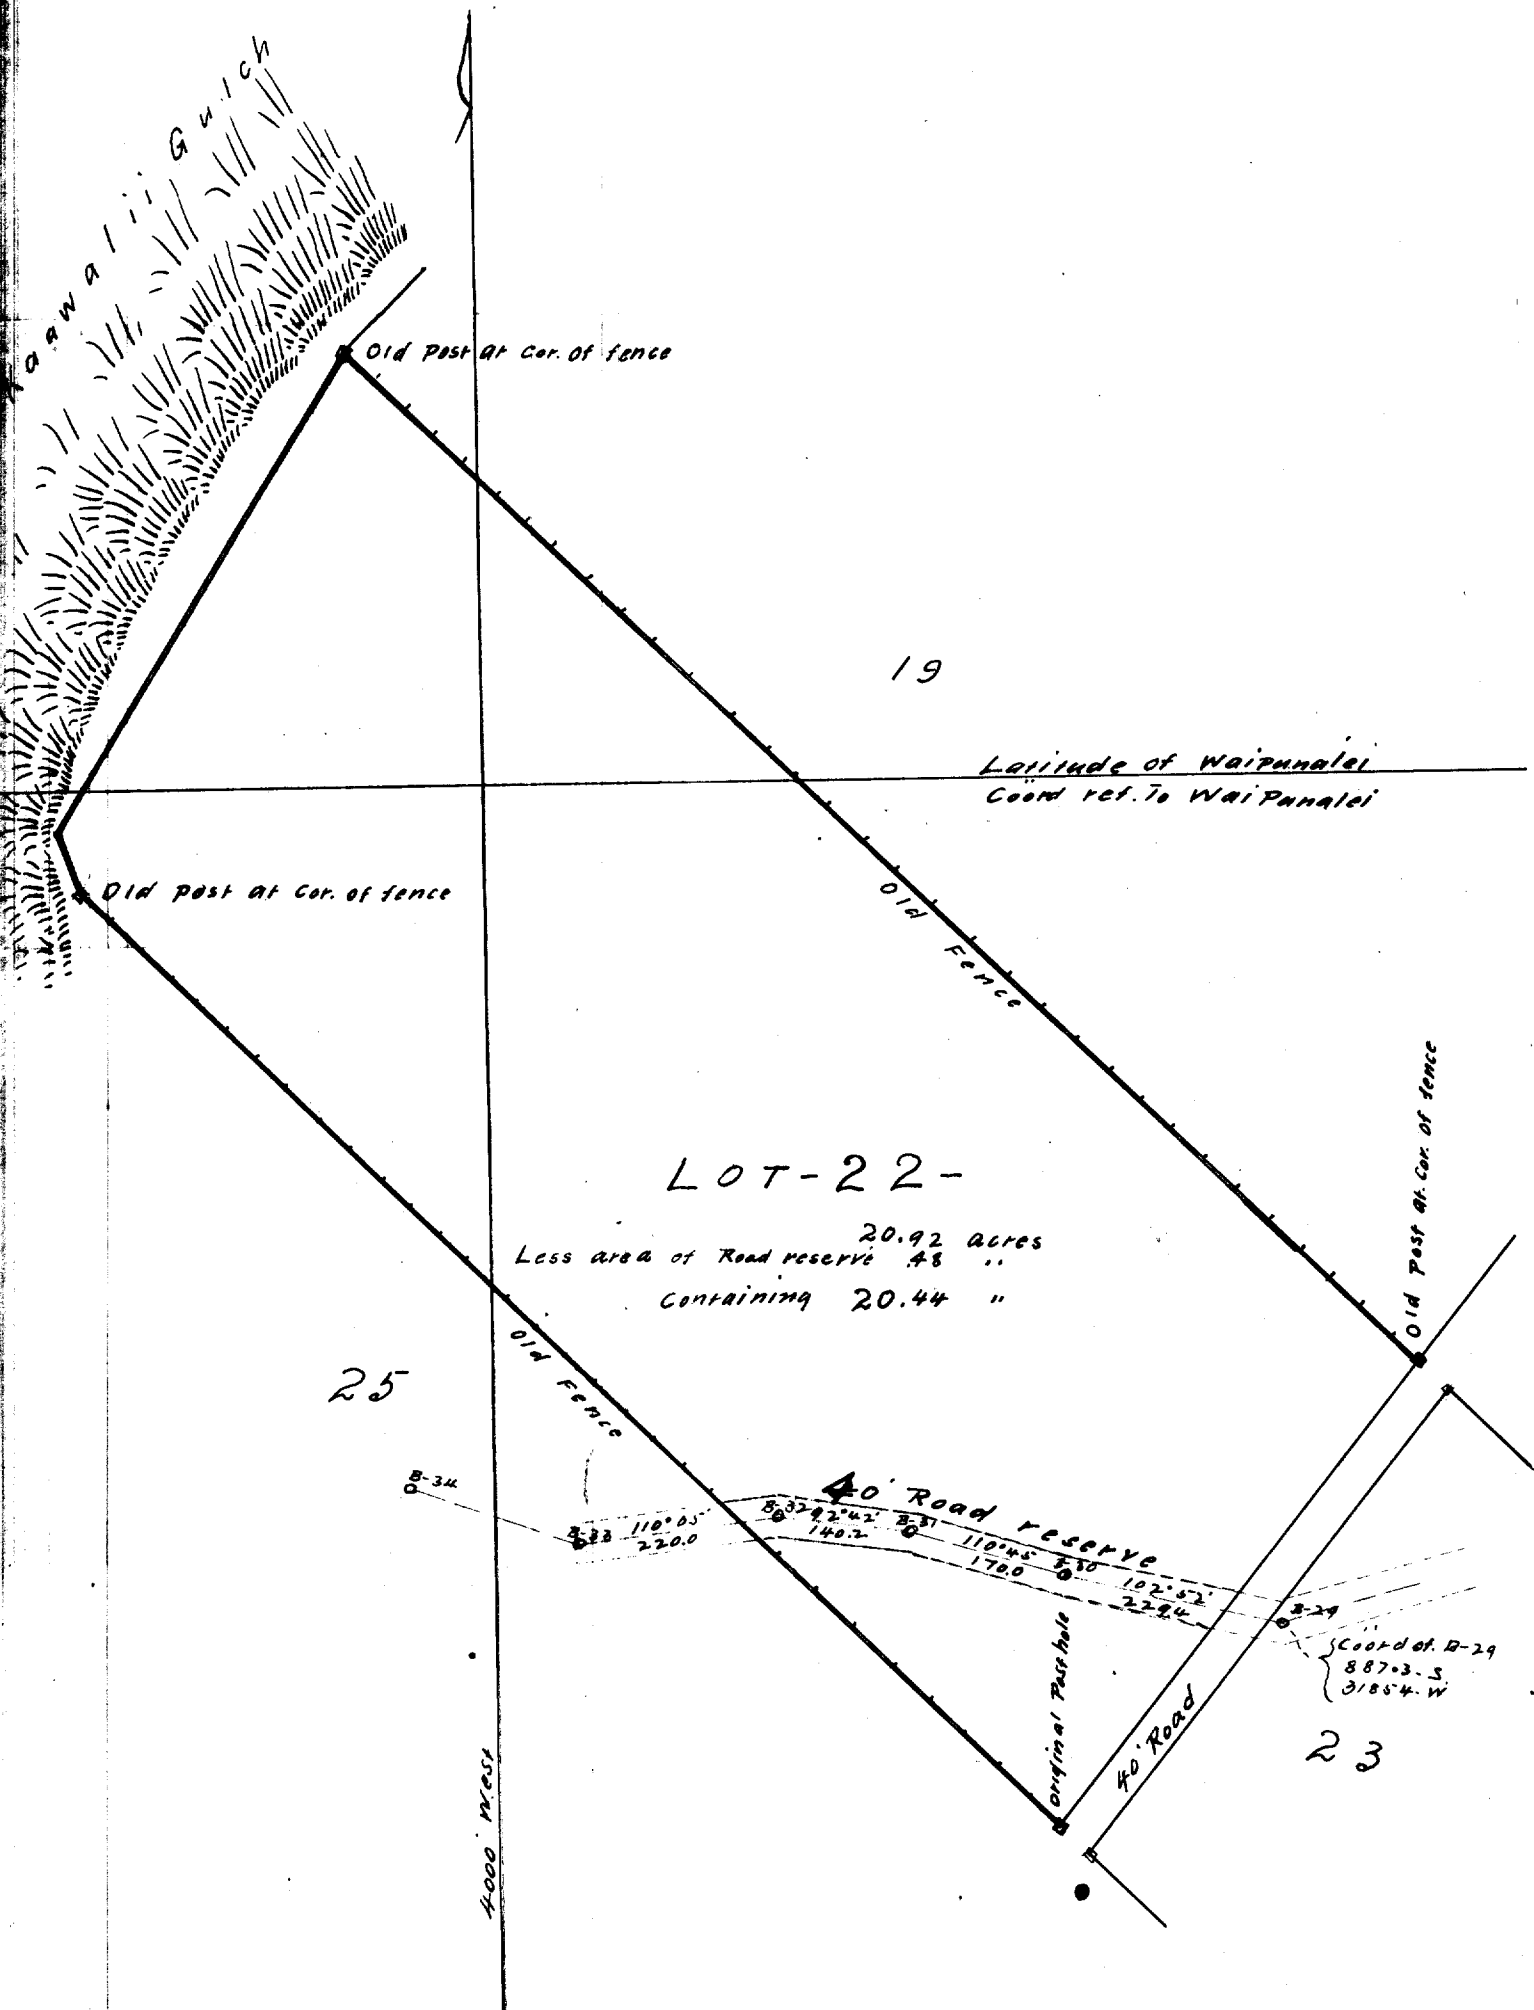 Kaawalii Gulch
Old Post at Cor. of fence
19
Latitude of Waipunalei
Coord ref. To WaiPunalei
Old post at Cor. of fence
Old Fence
Old Post at. Cor. of fence
LOT-22-
20.92 acres
Less area of Road reserve .48 "
Containing 20.44 "
Old Fence
25
B-34
40' Road reserve
B-33
110°05'
220.0
B-32
92°42'
140.2
B-31
110°45'
170.0
B-30
102°52'
229.4
B-29
Coord of. B-29
887.3-S
3185.4-W
Original Posthole
40' Road
23
4000' West